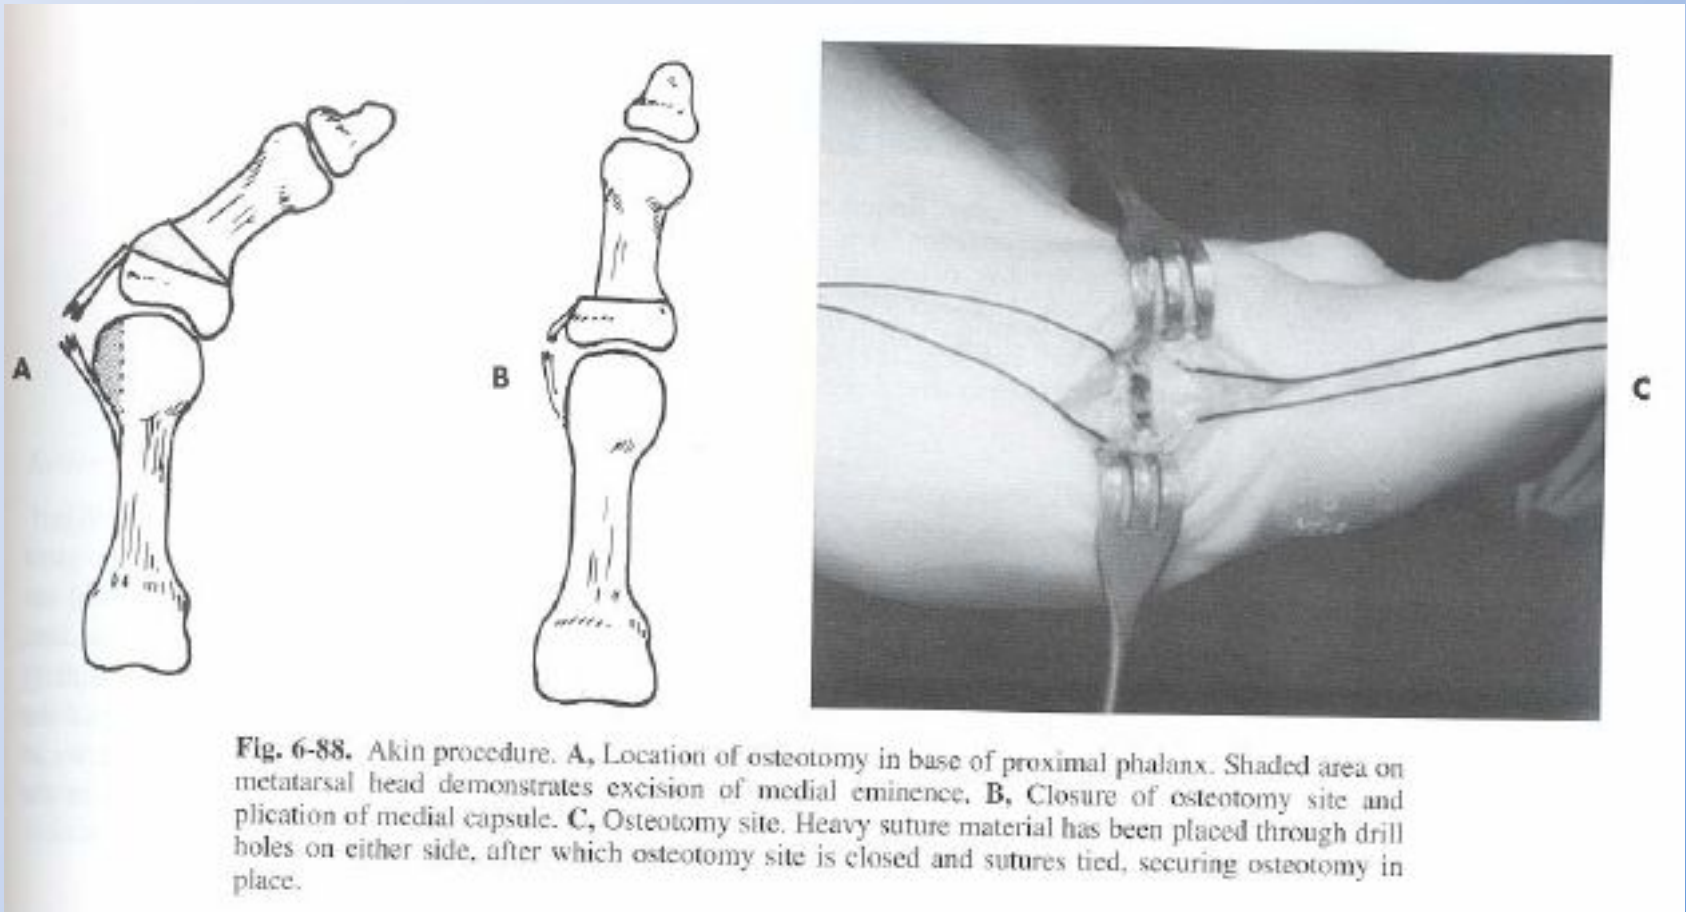 A
B
C
Fig. 6-88. Akin procedure. A, Location of osteotomy in base of proximal phalanx. Shaded area on
metatarsal head demonstrates excision of medial eminence. B, Closure of osteotomy site and
plication of medial capsule. C, Osteotomy site. Heavy suture material has been placed through drill
holes on either side, after which osteotomy site is closed and sutures tied, securing osteotomy in
place.